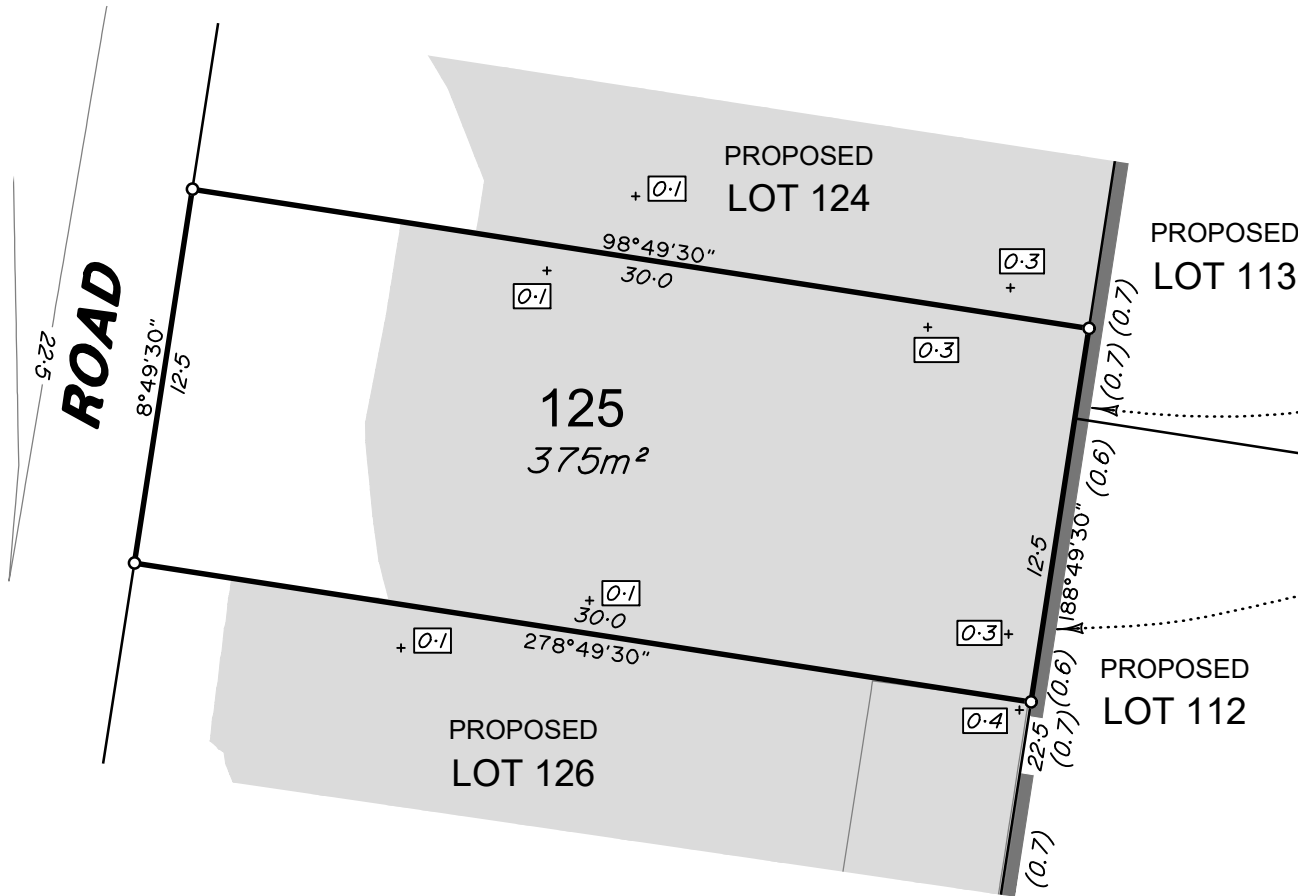 PROPOSED
LOT 124
0·1
98°49'30"
30·0
0·1
0·3
0·3
PROPOSED
LOT 113
(0.7)
(0.7)
ROAD
22·5
8°49'30"
12·5
125
375m²
(0.6)
12·5
188°49'30"
0·1
30·0
278°49'30"
0·1
0·3
(0.6)
PROPOSED
LOT 112
0·4
22·5
(0.7)
PROPOSED
LOT 126
(0.7)